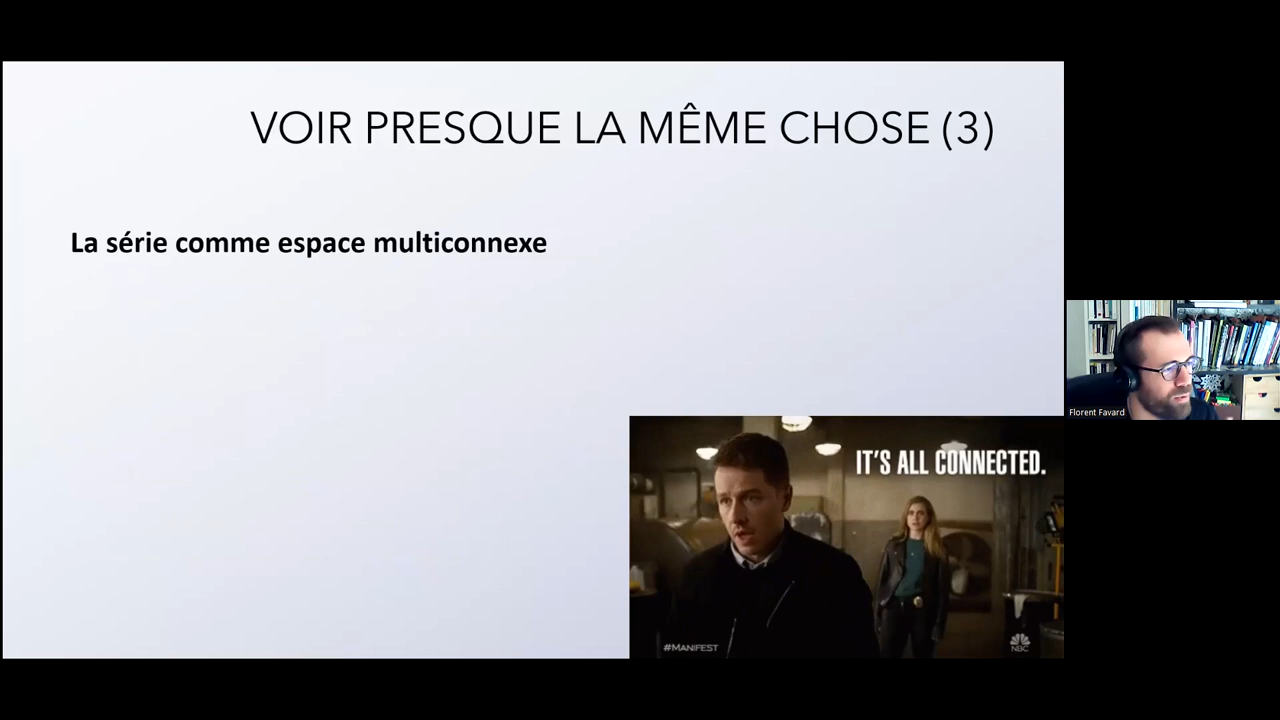 VOIR PRESQUE LA MÊME CHOSE (3)
La série comme espace multiconnexe
IT'S ALL CONNECTED.
#MANIFEST
NBC
Florent Favard